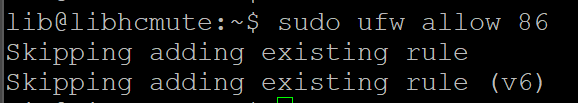 lib@libhcmute:~$ sudo ufw allow 86
Skipping adding existing rule
Skipping adding existing rule (v6)